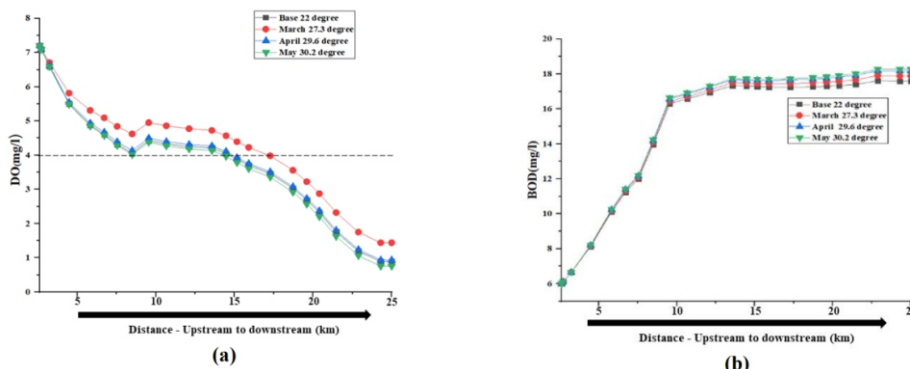 8
7
6
5
4
3
2
1
0
DO(mg/l)
Base 22 degree
March 27.3 degree
April 29.6 degree
May 30.2 degree
5
10
15
20
25
Distance - Upstream to downstream (km)
(a)
20
18
16
14
12
10
8
6
BOD(mg/l)
Base 22 degree
March 27.3 degree
April 29.6 degree
May 30.2 degree
5
10
15
20
Distance - Upstream to downstream (km)
(b)